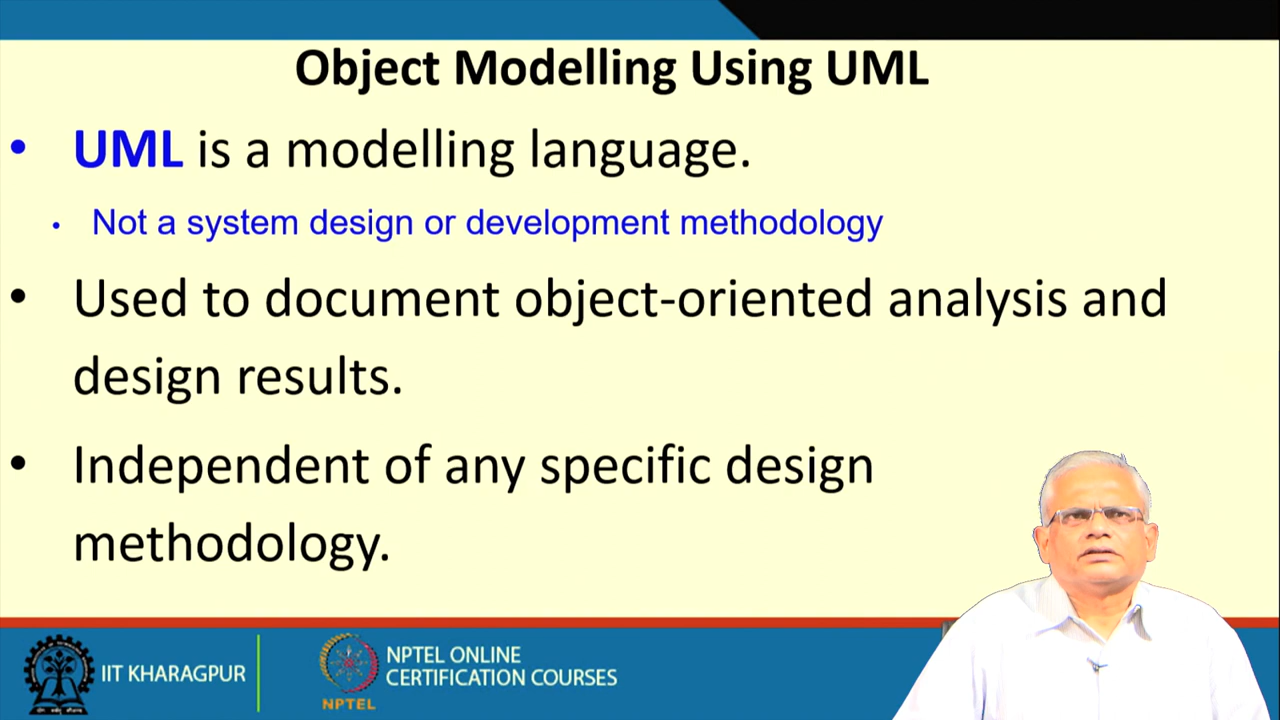 Object Modelling Using UML
• UML is a modelling language.
• Not a system design or development methodology
• Used to document object-oriented analysis and
design results.
• Independent of any specific design
methodology.
IIT KHARAGPUR
NPTEL
NPTEL ONLINE
CERTIFICATION COURSES